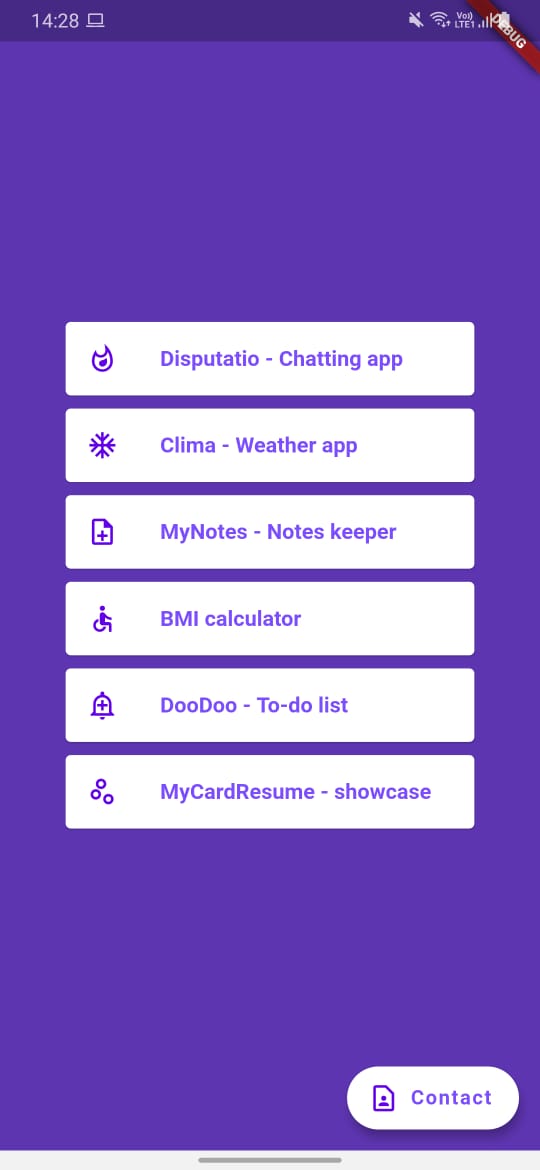 14:28
Vo))
LTE1
DEBUG
Disputatio - Chatting app
Clima - Weather app
MyNotes - Notes keeper
BMI calculator
DooDoo - To-do list
MyCardResume - showcase
Contact